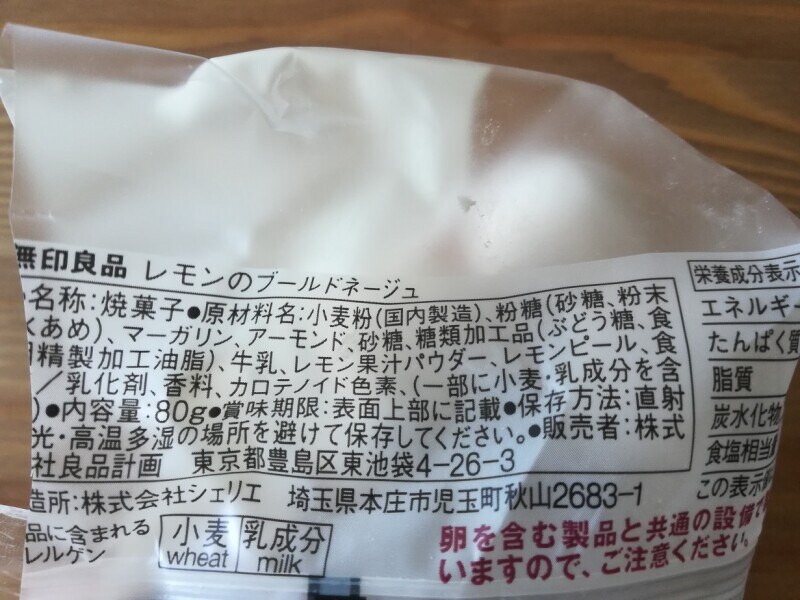 無印良品 レモンのブールドネージュ
名称:焼菓子●原材料名:小麦粉(国内製造)、粉糖(砂糖、粉末
水あめ)、マーガリン、アーモンド、砂糖、糖類加工品(ぶどう糖、食
用精製加工油脂)、牛乳、レモン果汁パウダー、レモンピール、食
/乳化剤、香料、カロテノイド色素、(一部に小麦・乳成分を含
)●内容量:80g●賞味期限:表面上部に記載●保存方法:直射
光・高温多湿の場所を避けて保存してください。●販売者:株式
社良品計画 東京都豊島区東池袋4-26-3
造所:株式会社シェリエ 埼玉県本庄市児玉町秋山2683-1
品に含まれる
レルゲン
小麦 乳成分
wheat milk
卵を含む製品と共通の設備で
いますので、ご注意ください。
栄養成分表示
エネルギー
たんぱく質
脂質
炭水化物
食塩相当量
この表示